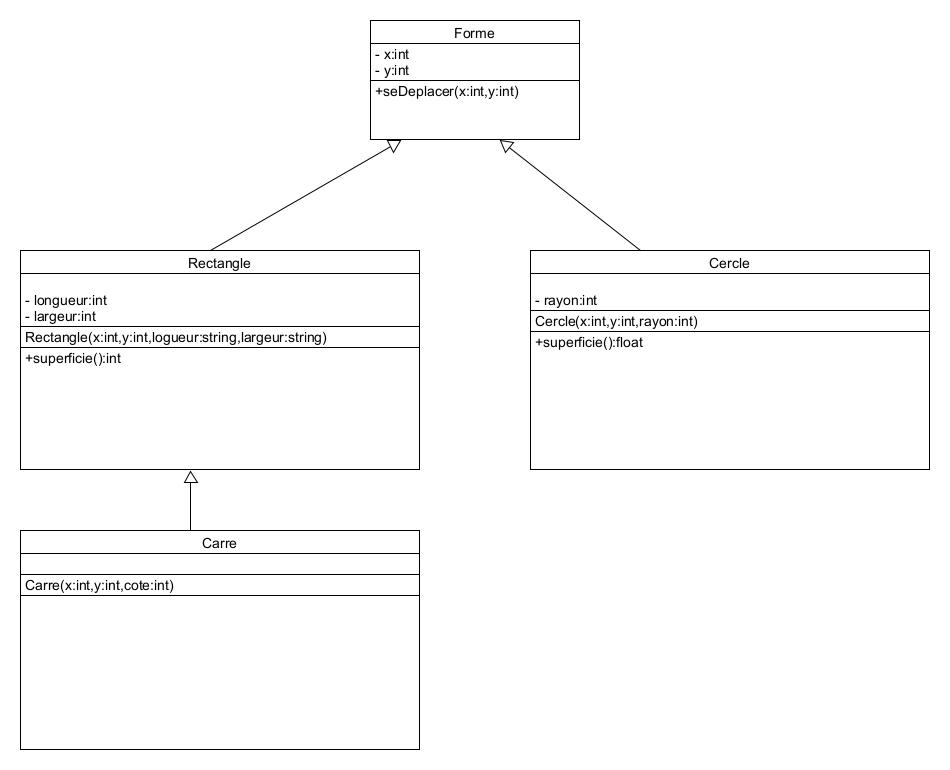 Forme
- x:int
- y:int
+seDeplacer(x:int,y:int)
Rectangle
- longueur:int
- largeur:int
Rectangle(x:int,y:int,logueur:string,largeur:string)
+superficie():int
Cercle
- rayon:int
Cercle(x:int,y:int,rayon:int)
+superficie():float
Carre
Carre(x:int,y:int,cote:int)